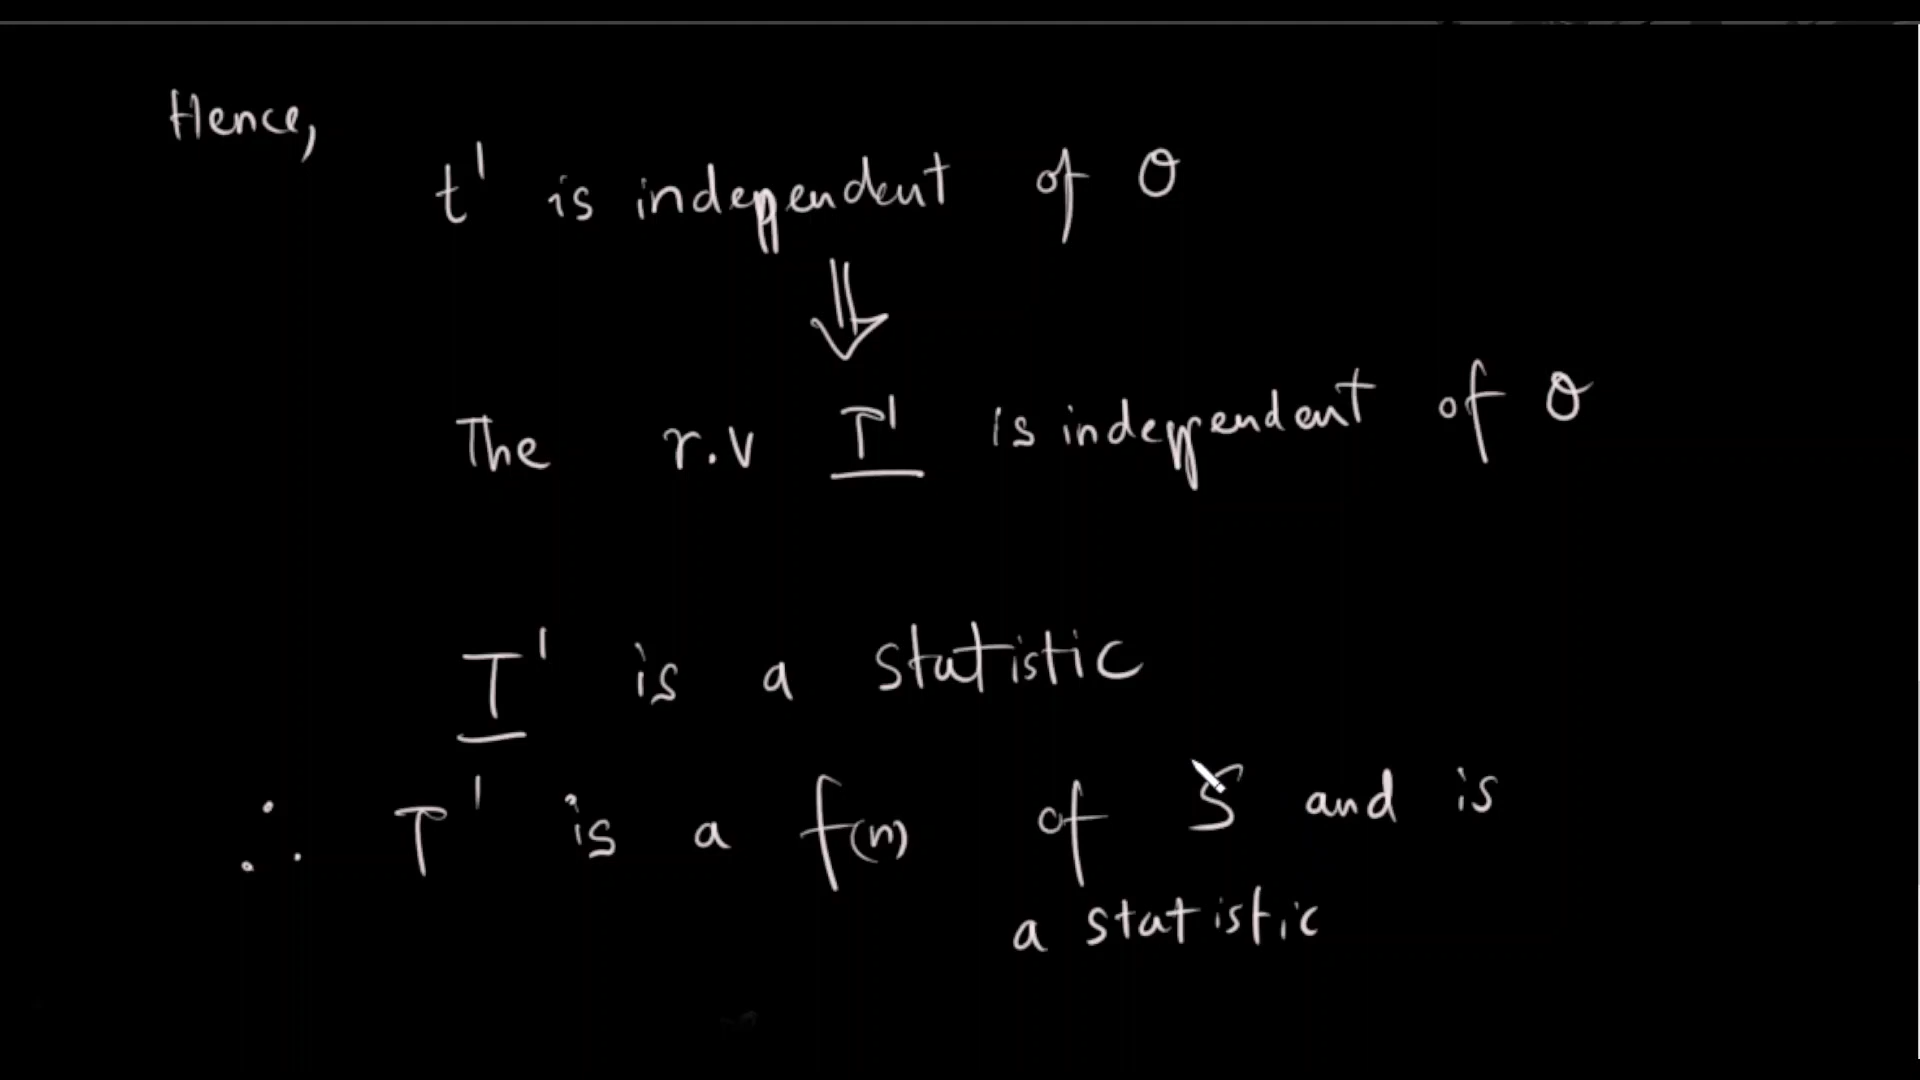 Hence,
t' is independent of θ
⇓
The r.v T' is independent of θ
T' is a statistic
∴ T' is a f(n) of S and is
a statistic